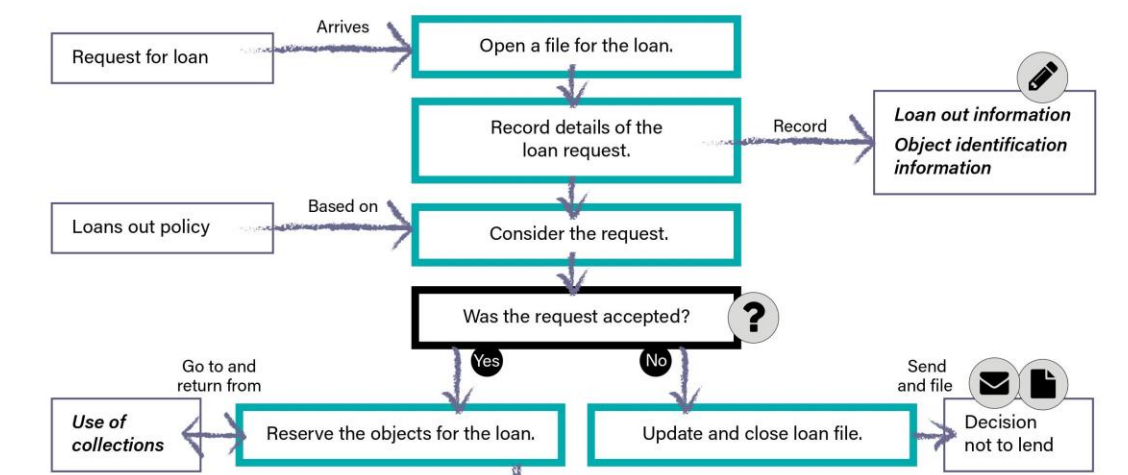 Arrives
Request for loan
Open a file for the loan.
Record details of the
loan request.
Record
Loan out information
Object identification
information
Based on
Loans out policy
Consider the request.
Was the request accepted?
?
Yes
No
Go to and
return from
Send
and file
Use of
collections
Reserve the objects for the loan.
Update and close loan file.
Decision
not to lend